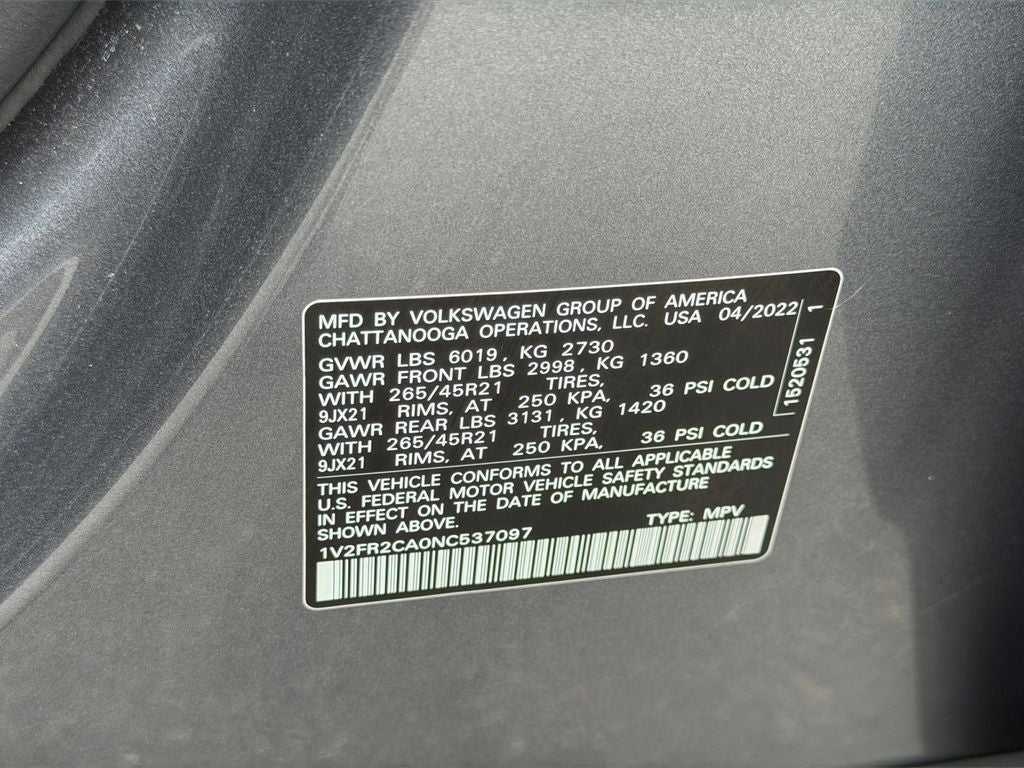 MFD BY VOLKSWAGEN GROUP OF AMERICA
CHATTANOOGA OPERATIONS, LLC. USA 04/2022
GVWR LBS 6019, KG 2730
GAWR FRONT LBS 2998, KG 1360
WITH 265/45R21 TIRES,
9JX21 RIMS, AT 250 KPA, 36 PSI COLD
GAWR REAR LBS 3131, KG 1420
WITH 265/45R21 TIRES,
9JX21 RIMS, AT 250 KPA, 36 PSI COLD
THIS VEHICLE CONFORMS TO ALL APPLICABLE
U.S. FEDERAL MOTOR VEHICLE SAFETY STANDARDS
IN EFFECT ON THE DATE OF MANUFACTURE
SHOWN ABOVE.
1V2FR2CA0NC537097 TYPE: MPV
1520531 1